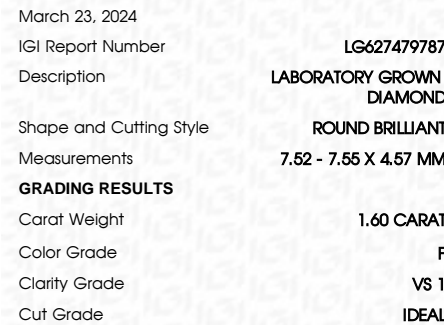 March 23, 2024
IGI Report Number LG627479787
Description LABORATORY GROWN
DIAMOND
Shape and Cutting Style ROUND BRILLIANT
Measurements 7.52 - 7.55 X 4.57 MM
GRADING RESULTS
Carat Weight 1.60 CARAT
Color Grade F
Clarity Grade VS 1
Cut Grade IDEAL